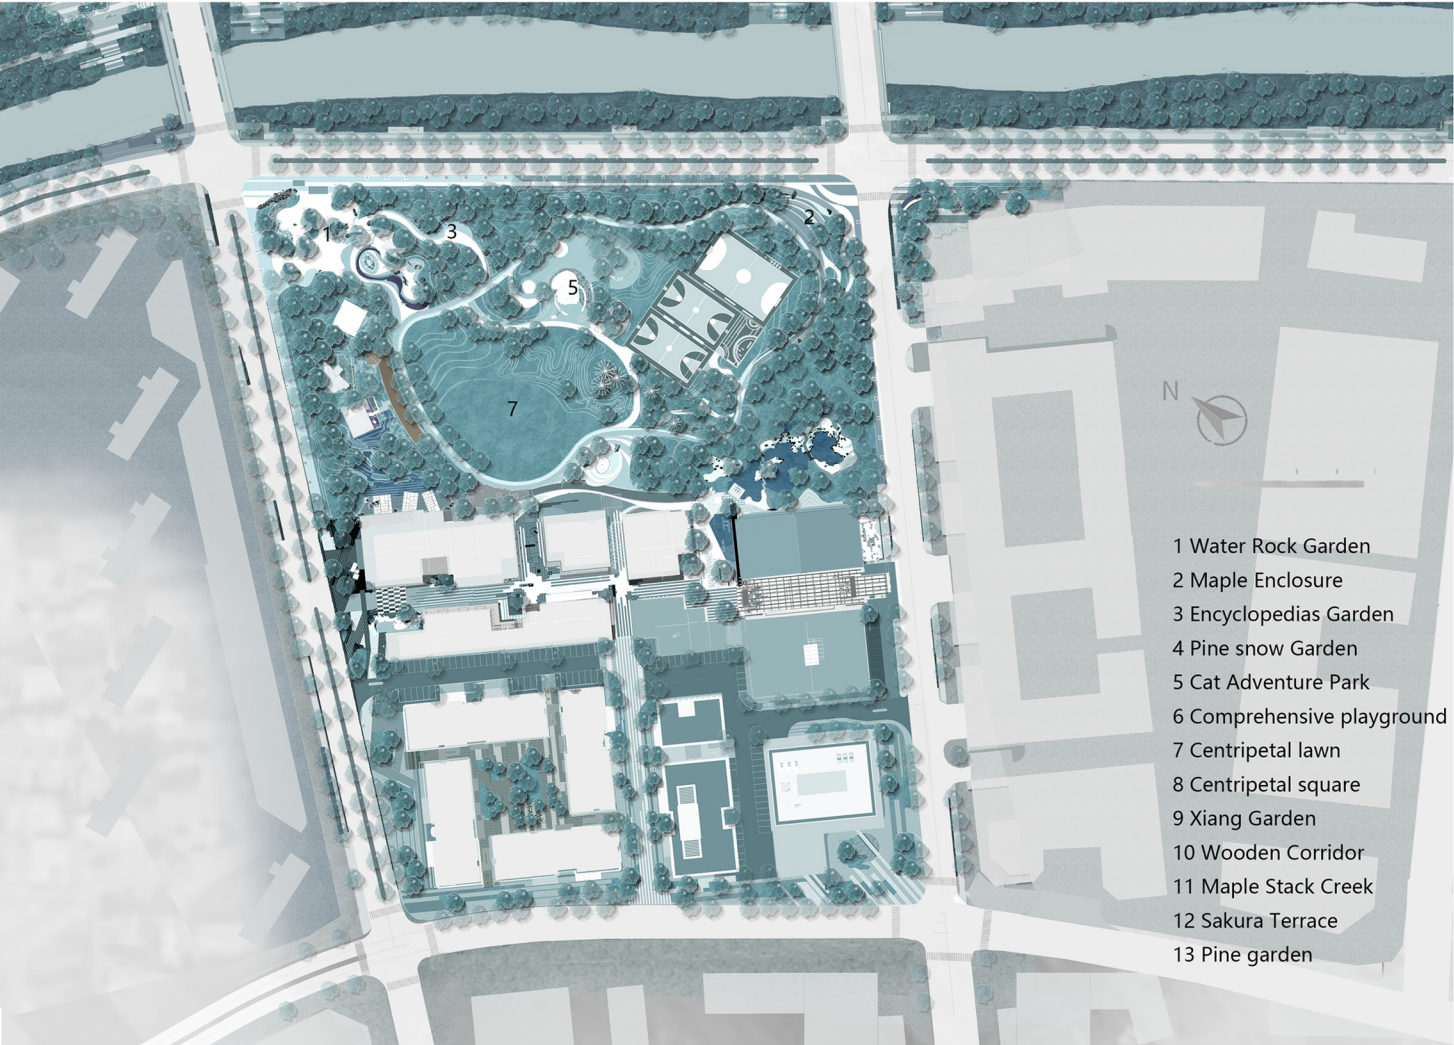 1
3
2
5
7
N
1 Water Rock Garden
2 Maple Enclosure
3 Encyclopedias Garden
4 Pine snow Garden
5 Cat Adventure Park
6 Comprehensive playground
7 Centripetal lawn
8 Centripetal square
9 Xiang Garden
10 Wooden Corridor
11 Maple Stack Creek
12 Sakura Terrace
13 Pine garden